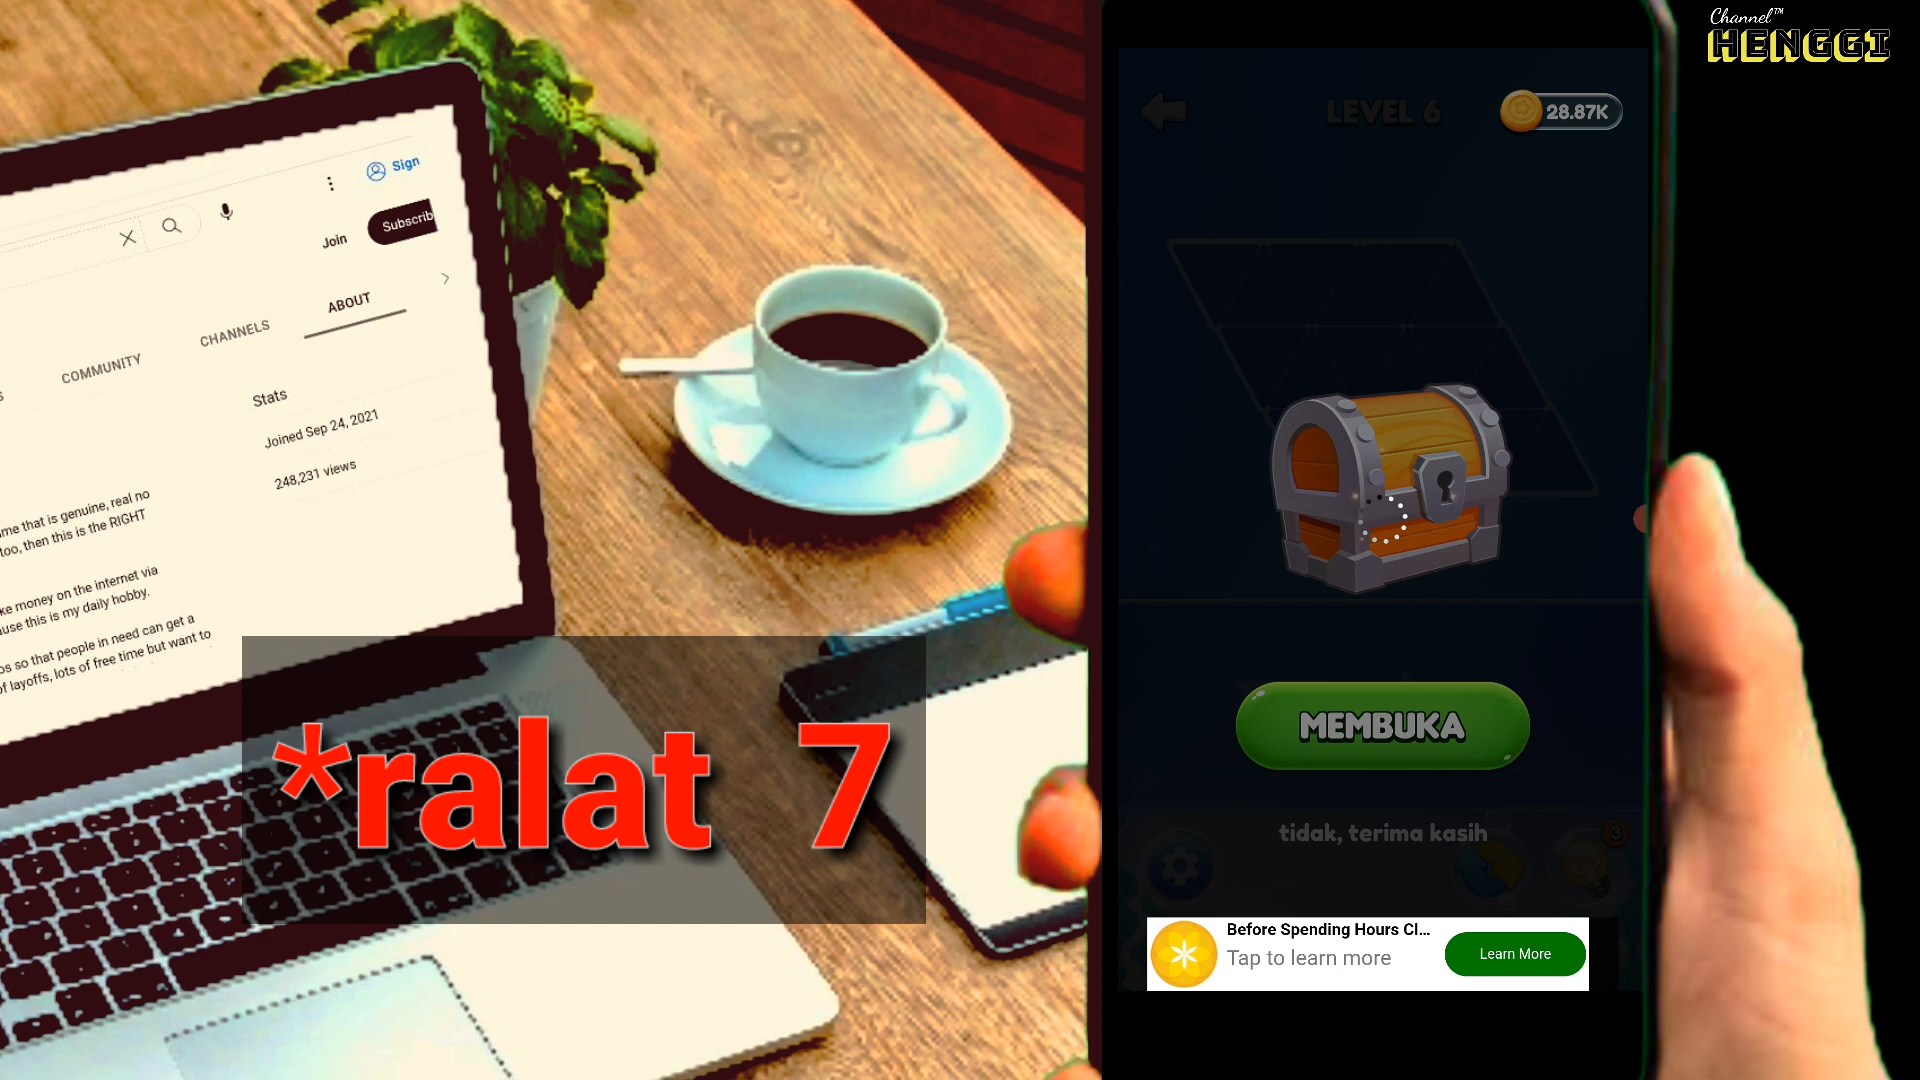 Channel™
HENGGI
LEVEL 6
28.87K
Sign
Join
Subscrib
ABOUT
CHANNELS
COMMUNITY
S
Stats
Joined Sep 24, 2021
248,231 views
me that is genuine, real no
too, then this is the RIGHT
ke money on the internet via
use this is my daily hobby.
os so that people in need can get a
of layoffs, lots of free time but want to
*ralat 7
MEMBUKA
tidak, terima kasih
3
Before Spending Hours Cl...
Tap to learn more
Learn More